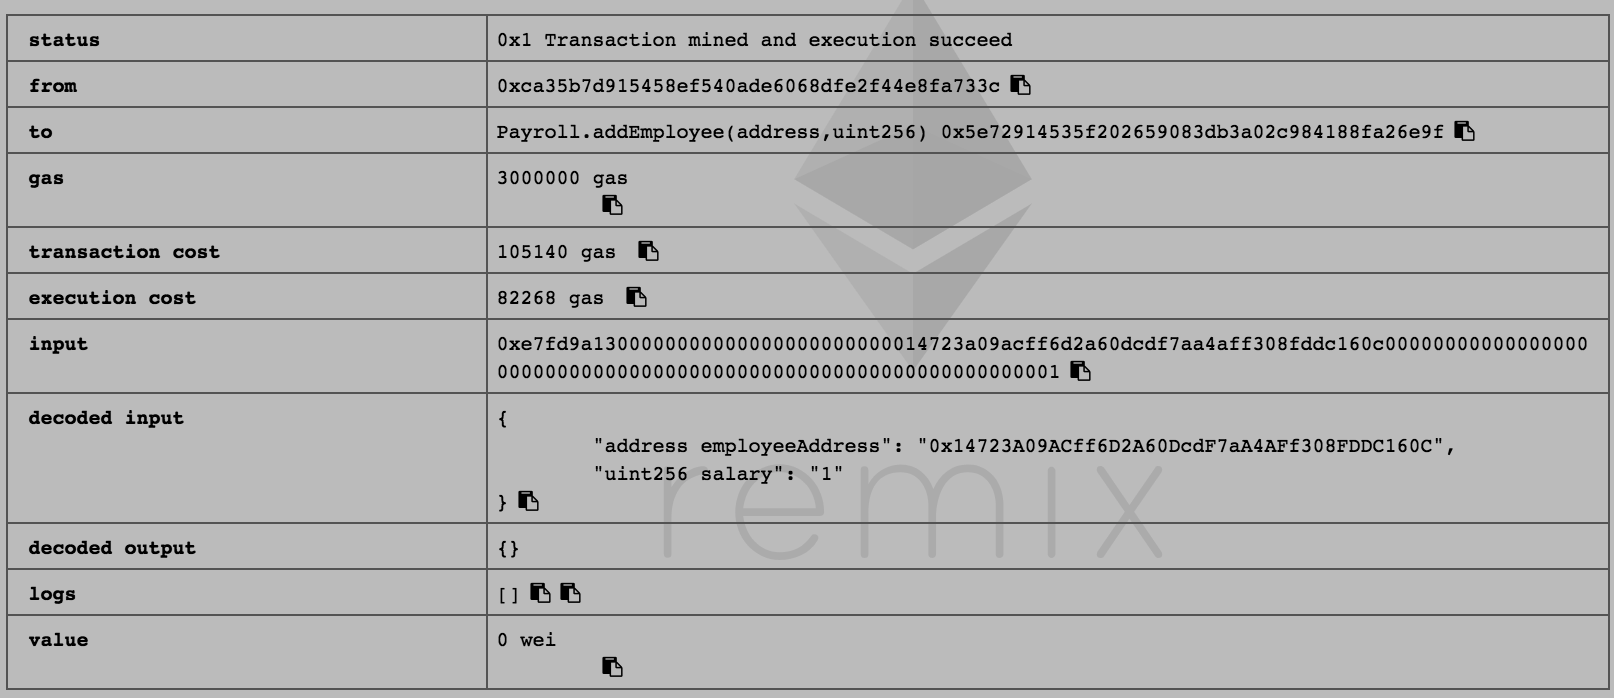 status 0x1 Transaction mined and execution succeed
from 0xca35b7d915458ef540ade6068dfe2f44e8fa733c
to Payroll.addEmployee(address,uint256) 0x5e72914535f202659083db3a02c984188fa26e9f
gas 3000000 gas
transaction cost 105140 gas
execution cost 82268 gas
input 0xe7fd9a1300000000000000000000000014723a09acff6d2a60dcdf7aa4aff308fddc160c00000000000000000
00000000000000000000000000000000000000000000001
decoded input {
"address employeeAddress": "0x14723A09ACff6D2A60DcdF7aA4AFf308FDDC160C",
"uint256 salary": "1"
}
remix
decoded output {}
logs []
value 0 wei